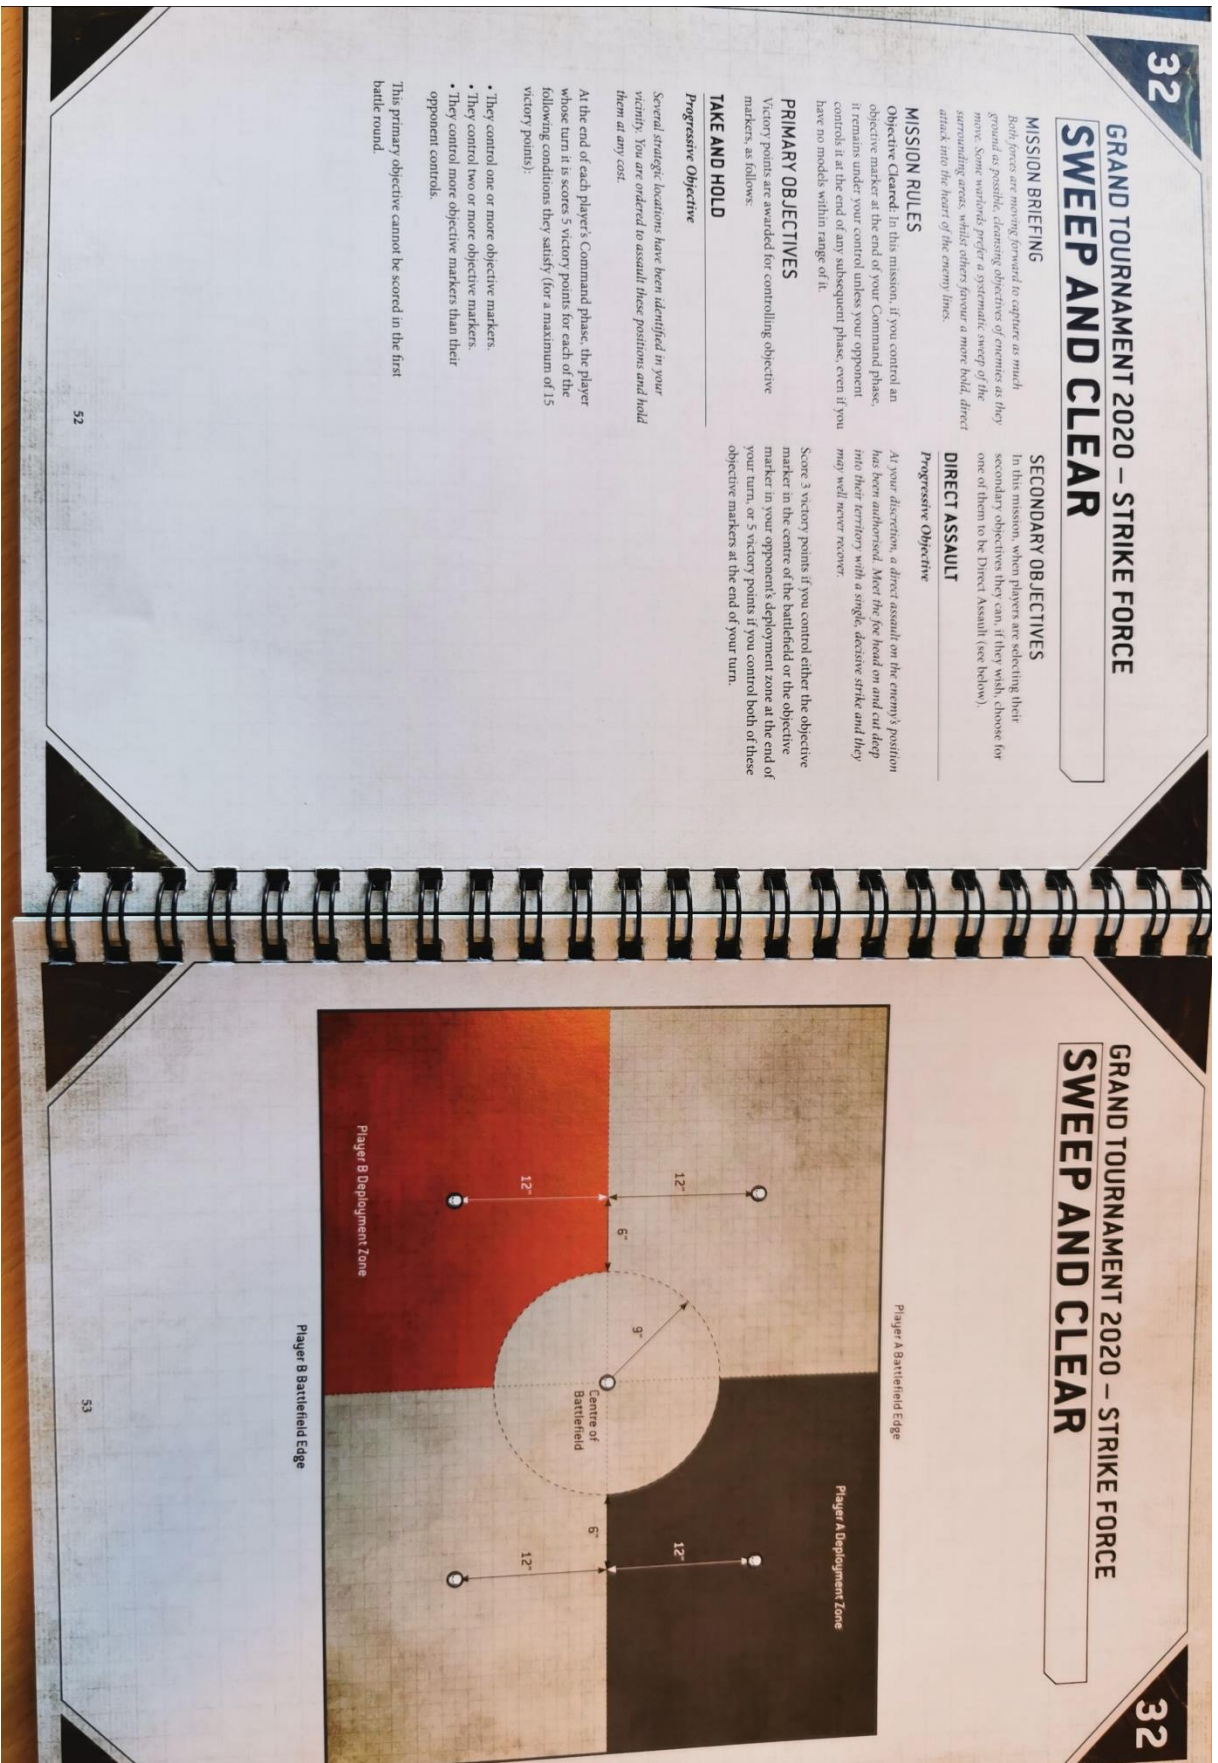 32
GRAND TOURNAMENT 2020 – STRIKE FORCE
SWEEP AND CLEAR
MISSION BRIEFING
Both forces are moving forward to capture as much
ground as possible, cleansing objectives of enemies as they
move. Some warlords prefer a systematic sweep of the
surrounding areas, whilst others favour a more bold, direct
attack into the heart of the enemy lines.
MISSION RULES
Objective Cleared: In this mission, if you control an
objective marker at the end of your Command phase,
it remains under your control unless your opponent
controls it at the end of any subsequent phase, even if you
have no models within range of it.
PRIMARY OBJECTIVES
Victory points are awarded for controlling objective
markers, as follows:
TAKE AND HOLD
Progressive Objective
Several strategic locations have been identified in your
vicinity. You are ordered to assault these positions and hold
them at any cost.
At the end of each player's Command phase, the player
whose turn it is scores 5 victory points for each of the
following conditions they satisfy (for a maximum of 15
victory points):
• They control one or more objective markers.
• They control two or more objective markers.
• They control more objective markers than their
opponent controls.
This primary objective cannot be scored in the first
battle round.
SECONDARY OBJECTIVES
In this mission, when players are selecting their
secondary objectives they can, if they wish, choose for
one of them to be Direct Assault (see below).
DIRECT ASSAULT
Progressive Objective
At your discretion, a direct assault on the enemy's position
has been authorised. Meet the foe head on and cut deep
into their territory with a single, decisive strike and they
may well never recover.
Score 3 victory points if you control either the objective
marker in the centre of the battlefield or the objective
marker in your opponent's deployment zone at the end of
your turn, or 5 victory points if you control both of these
objective markers at the end of your turn.
52
GRAND TOURNAMENT 2020 – STRIKE FORCE
SWEEP AND CLEAR
32
Player A Battlefield Edge
Player A Deployment Zone
12"
12"
6"
9"
Centre of
Battlefield
6"
12"
12"
Player B Deployment Zone
Player B Battlefield Edge
53